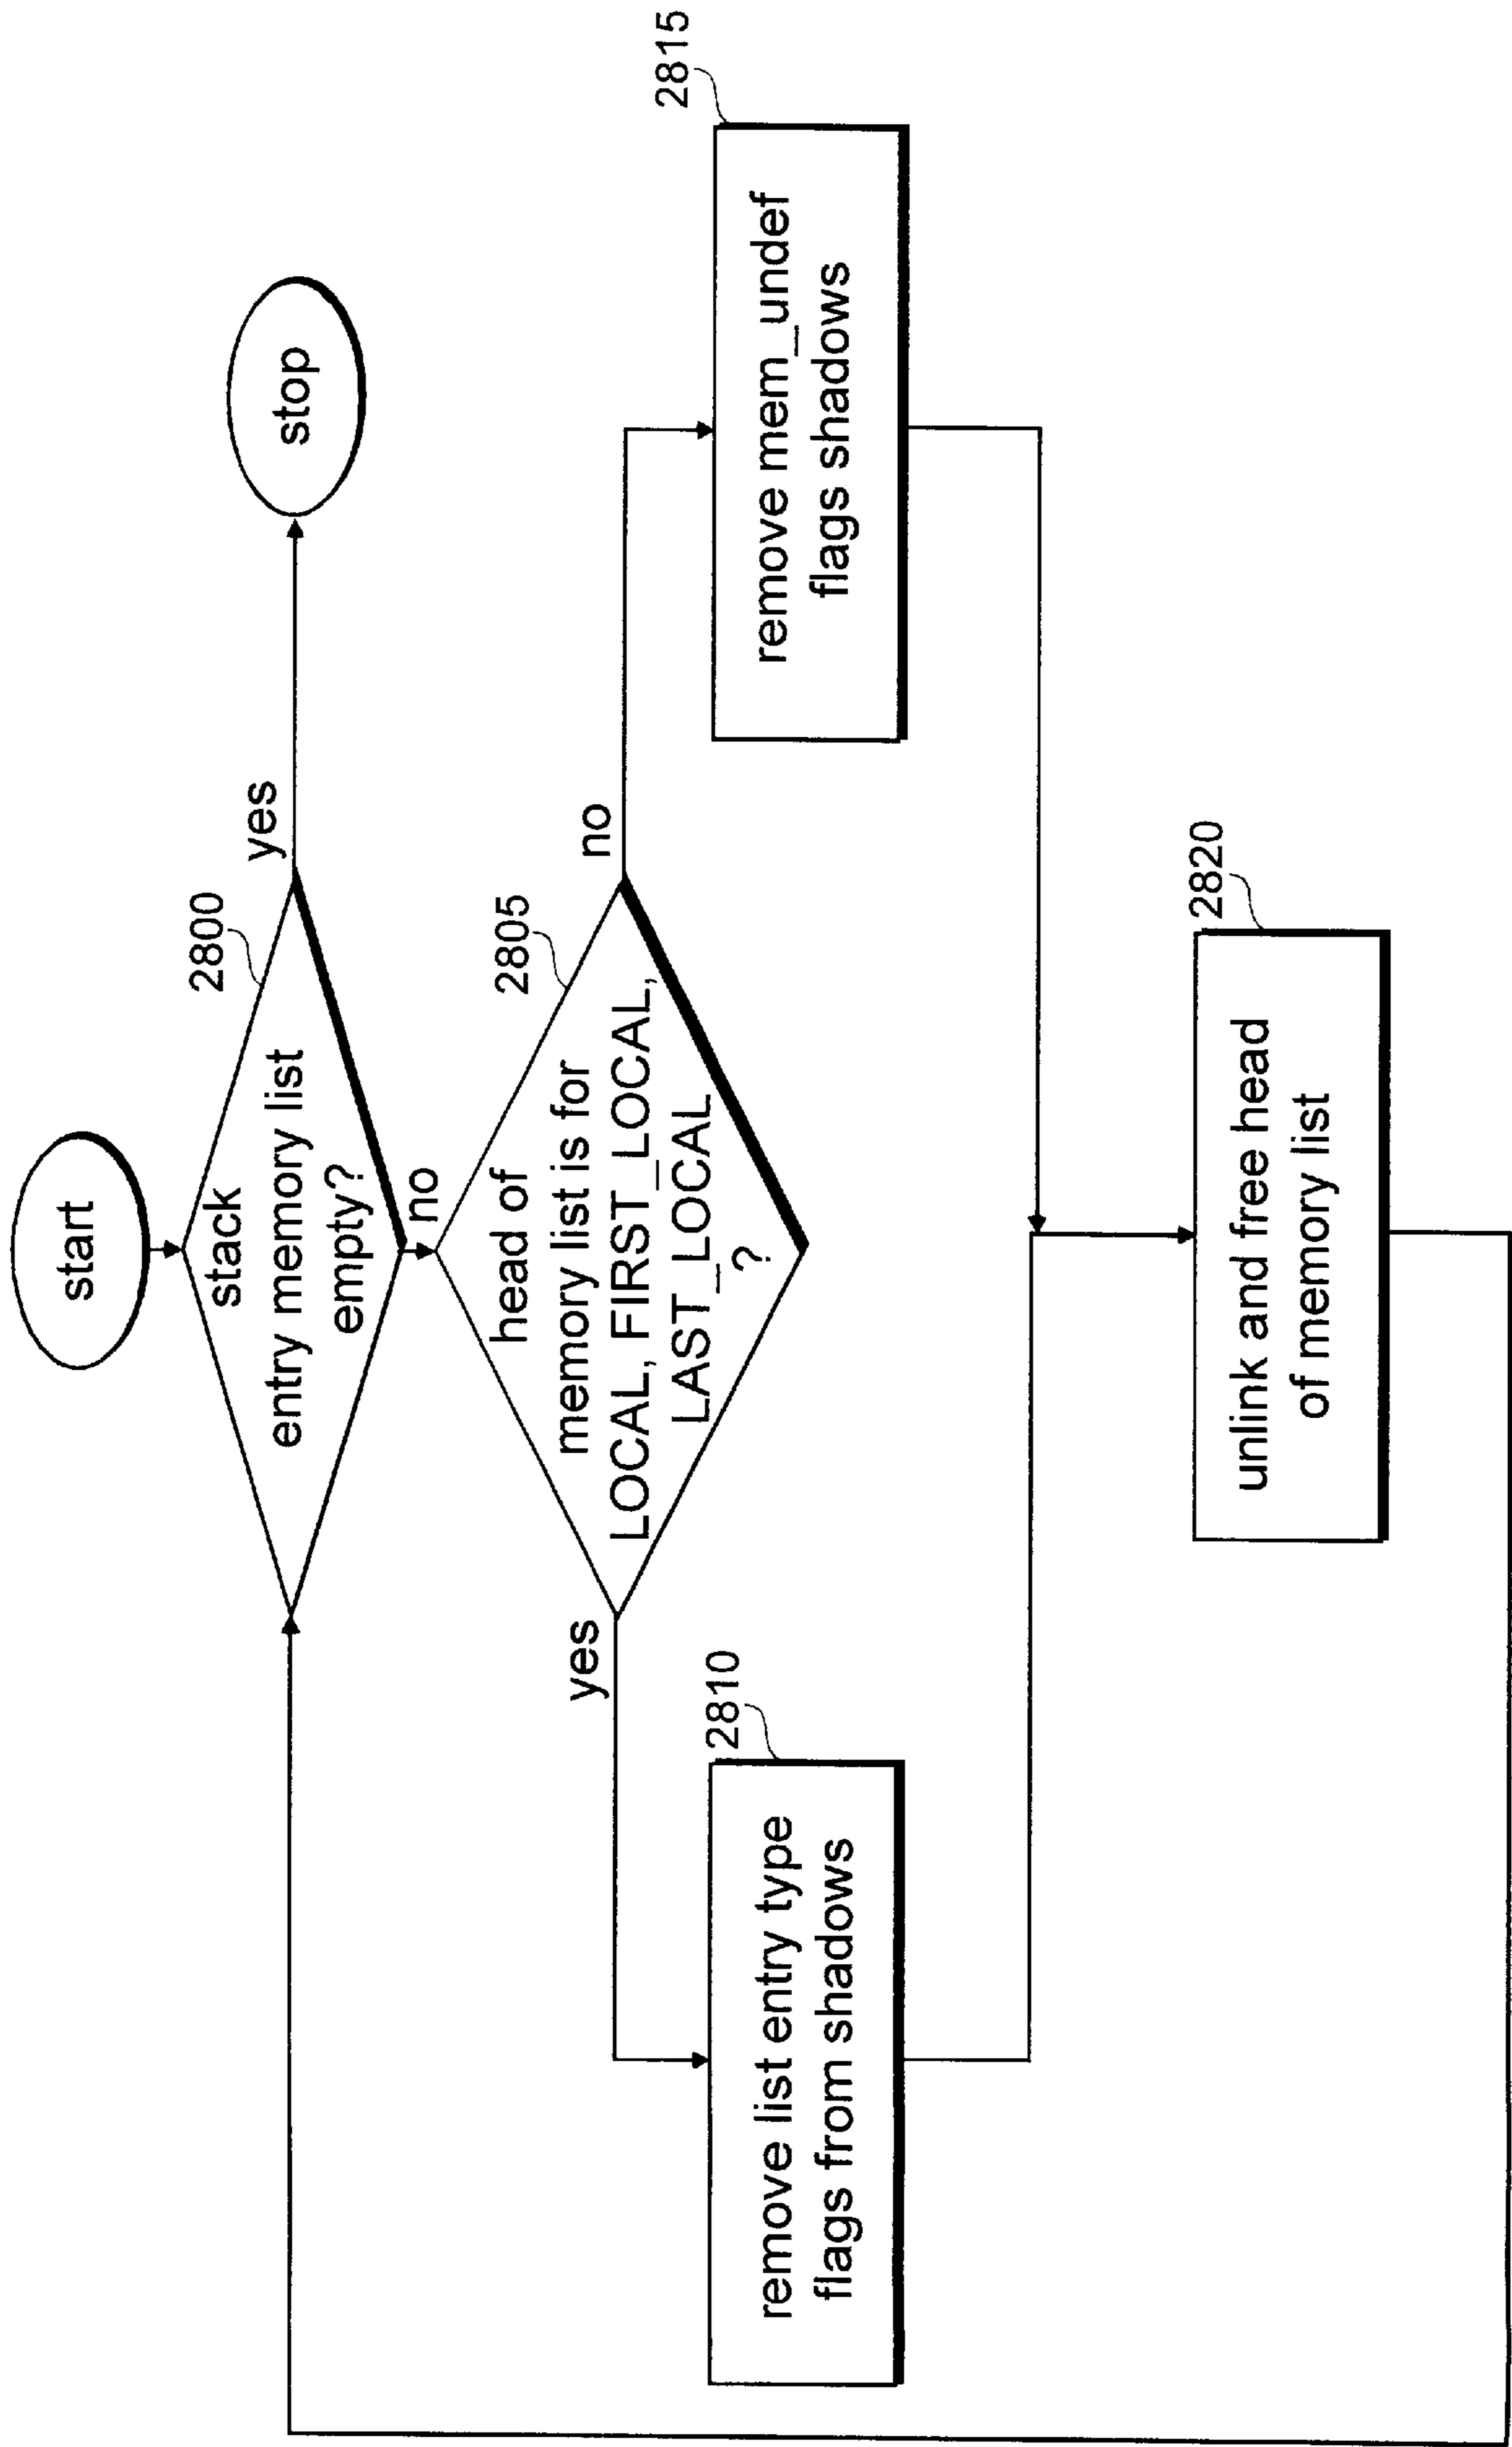 start
2800
stack
entry memory list
empty?
yes
stop
no
2805
head of
memory list is for
LOCAL, FIRST_LOCAL,
LAST_LOCAL
?
yes
no
2810
remove list entry type
flags from shadows
2815
remove mem_undef
flags shadows
2820
unlink and free head
of memory list